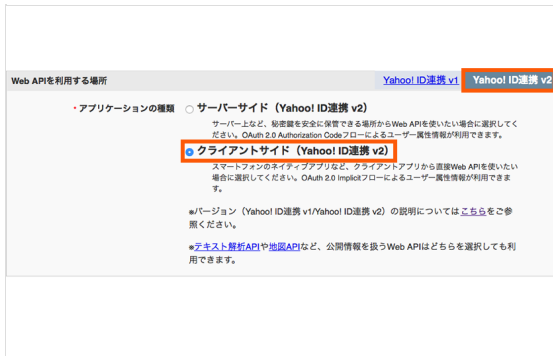 Web APIを利用する場所
Yahoo! ID連携 v1
Yahoo! ID連携 v2
・アプリケーションの種類
サーバーサイド（Yahoo! ID連携 v2）
サーバー上など、秘密鍵を安全に保管できる場所からWeb APIを使いたい場合に選択してく
ださい。OAuth 2.0 Authorization Codeフローによるユーザー属性情報が利用できます。
クライアントサイド（Yahoo! ID連携 v2）
スマートフォンのネイティブアプリなど、クライアントアプリから直接Web APIを使いたい
場合に選択してください。OAuth 2.0 Implicitフローによるユーザー属性情報が利用できま
す。
※バージョン（Yahoo! ID連携 v1/Yahoo! ID連携 v2）の説明についてはこちらをご参
照ください。
※テキスト解析APIや地図APIなど、公開情報を扱うWeb APIはどちらを選択しても利
用できます。